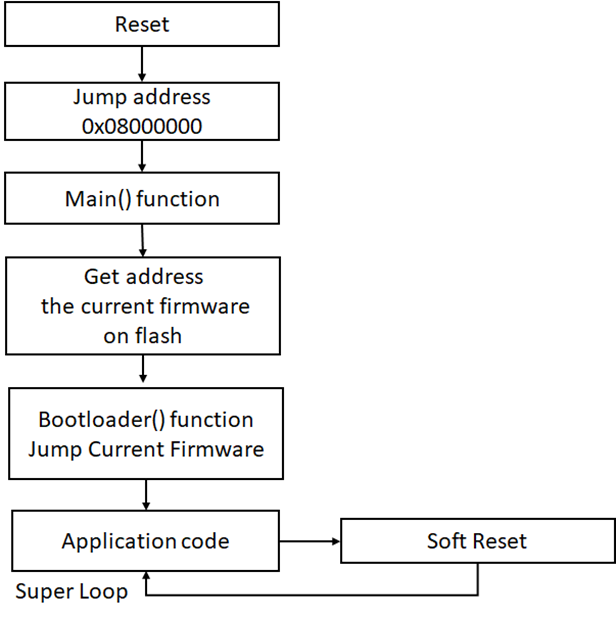 Reset
Jump address
0x08000000
Main() function
Get address
the current firmware
on flash
Bootloader() function
Jump Current Firmware
Application code
Soft Reset
Super Loop